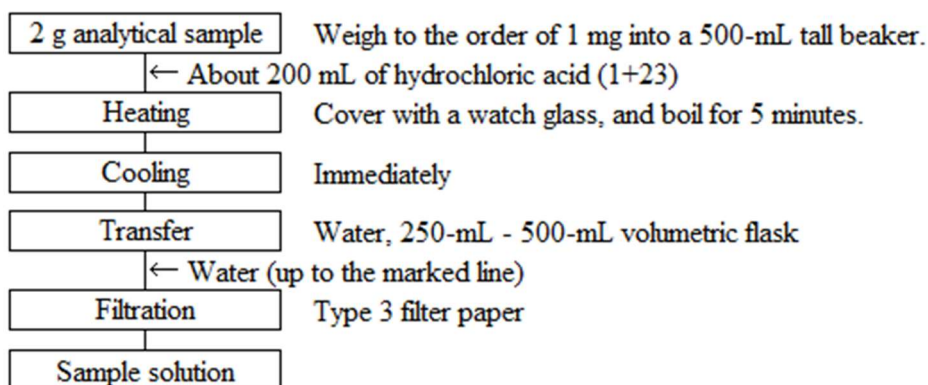 2 g analytical sample Weigh to the order of 1 mg into a 500-mL tall beaker.
← About 200 mL of hydrochloric acid (1+23)
Heating Cover with a watch glass, and boil for 5 minutes.
Cooling Immediately
Transfer Water, 250-mL - 500-mL volumetric flask
← Water (up to the marked line)
Filtration Type 3 filter paper
Sample solution